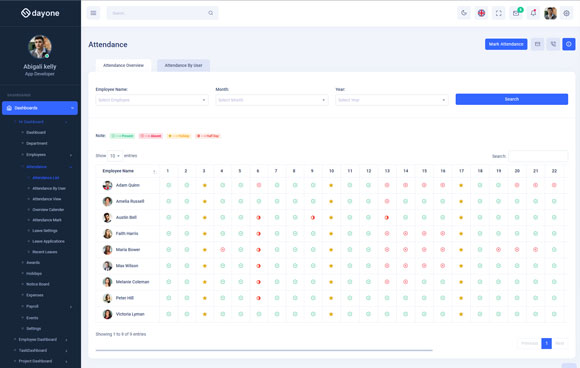 dayone
Search
4
Attendance
Mark Attendance
Abigali kelly
App Developer
Attendance Overview
Attendance By User
Dashboards
Employee Name:
Month:
Year:
Select Employee
Select Month
Select Year
Search
Hr Dashboard
Dashboard
Department
Employees
Attendance
Attendance List
Attendance By User
Attendance View
Overview Calender
Attendance Mark
Leave Settings
Leave Applications
Recent Leaves
Awards
Holidays
Notice Board
Expenses
Payroll
Events
Settings
Employee Dashboard
Task Dashboard
Project Dashboard
Note:
Show 10 entries
Search:
Employee Name 1 2 3 4 5 6 7 8 9 10 11 12 13 14 15 16 17 18 19 20 21 22
Adam Quinn
Amelia Russell
Austin Bell
Faith Harris
Maria Bower
Max Wilson
Melanie Coleman
Peter Hill
Victoria Lyman
Showing 1 to 9 of 9 entries
Previous 1 Next